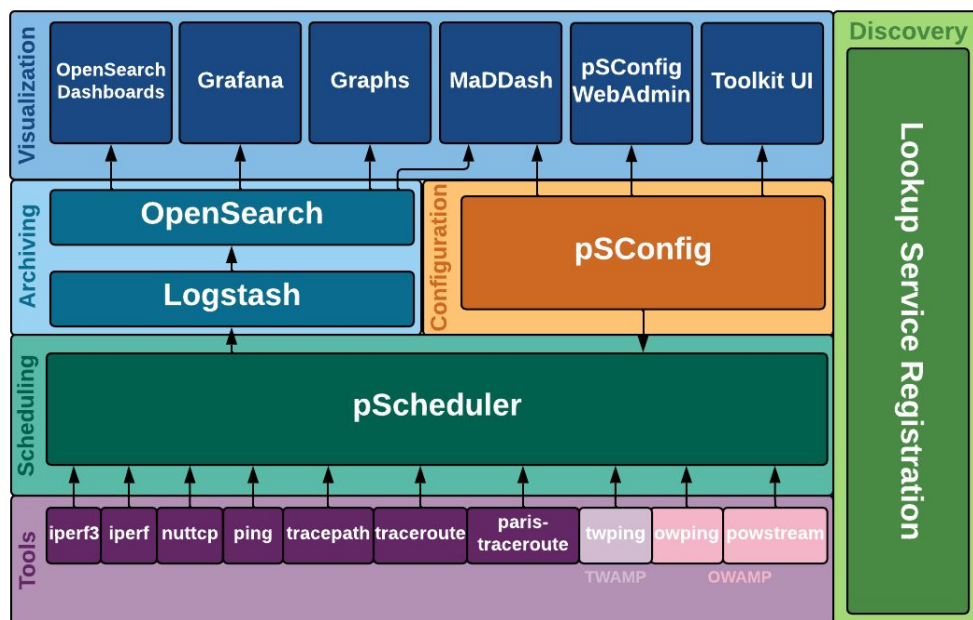 Visualization
OpenSearch
Dashboards
Grafana
Graphs
MaDDash
pSConfig
WebAdmin
Toolkit UI
Discovery
Lookup Service Registration
Archiving
OpenSearch
Logstash
Configuration
pSConfig
Scheduling
pScheduler
Tools
iperf3
iperf
nuttcp
ping
tracepath
traceroute
paris-
traceroute
twping
owping
powstream
TWAMP
OWAMP